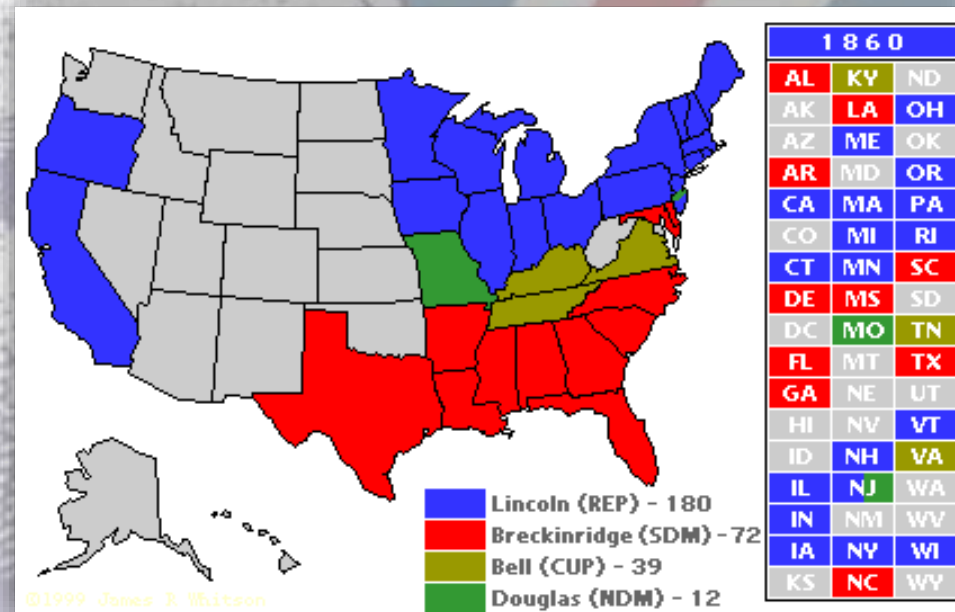 1860
AL KY ND
AK LA OH
AZ ME OK
AR MD OR
CA MA PA
CO MI RI
CT MN SC
DE MS SD
DC MO TN
FL MT TX
GA NE UT
HI NV VT
ID NH VA
IL NJ WA
IN NM WV
IA NY WI
KS NC WY
Lincoln (REP) - 180
Breckinridge (SDM) - 72
Bell (CUP) - 39
Douglas (NDM) - 12
©1999 James R Whitson